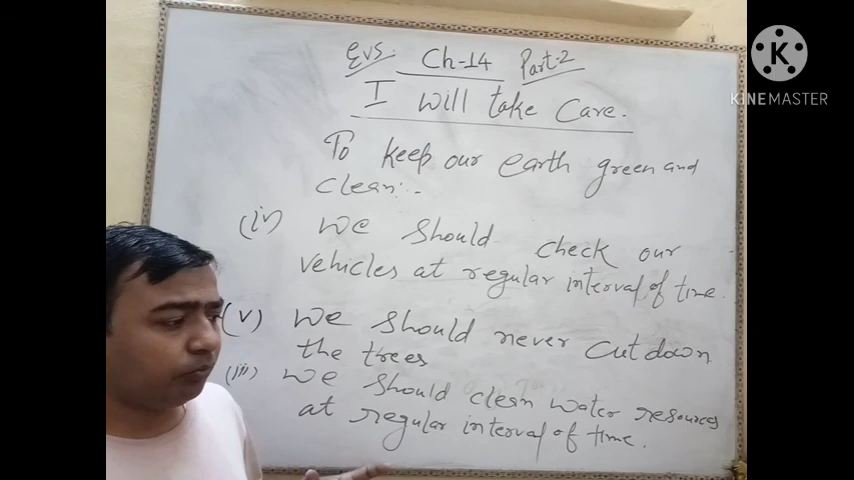 Evs. Ch-14 Part-2
I will take Care.
To keep our earth green and
clean:-
(iv) We should check our
vehicles at regular interval of time.
(v) We should never cut down
the trees
(iii) We should clean water resources
at regular interval of time.
KINEMASTER